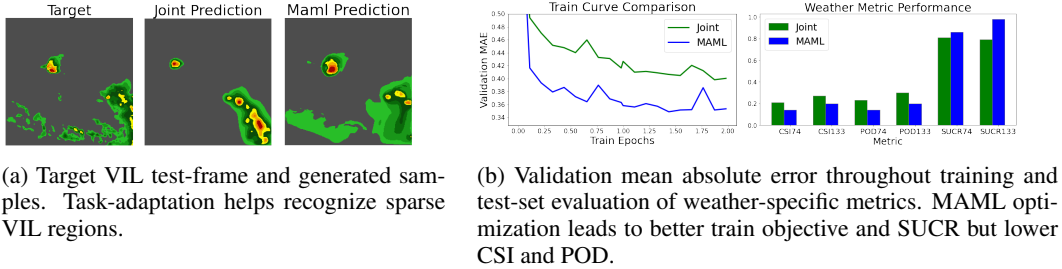 Target
Joint Prediction
Maml Prediction
Train Curve Comparison
Validation MAE
0.50
0.48
0.46
0.44
0.42
0.40
0.38
0.36
0.34
Joint
MAML
0.00 0.24 0.50 0.74 1.00 1.01 1.25 1.50 1.75 2.00
Train Epochs
Weather Metric Performance
1.0
0.8
0.6
0.4
0.2
0.0
Joint
MAML
CSI74 CSI133 POD74 POD133 SUCR74 SUCR133
Metric
(a) Target VIL test-frame and generated sam-
ples. Task-adaptation helps recognize sparse
VIL regions.
(b) Validation mean absolute error throughout training and
test-set evaluation of weather-specific metrics. MAML opti-
mization leads to better train objective and SUCR but lower
CSI and POD.